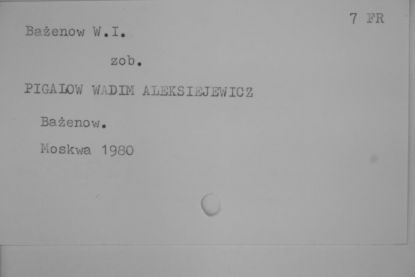 7 FR
Bażenow W.I.
zob.
PIGAŁOW WADIM ALEKSIEJEWICZ
Bażenow.
Moskwa 1980